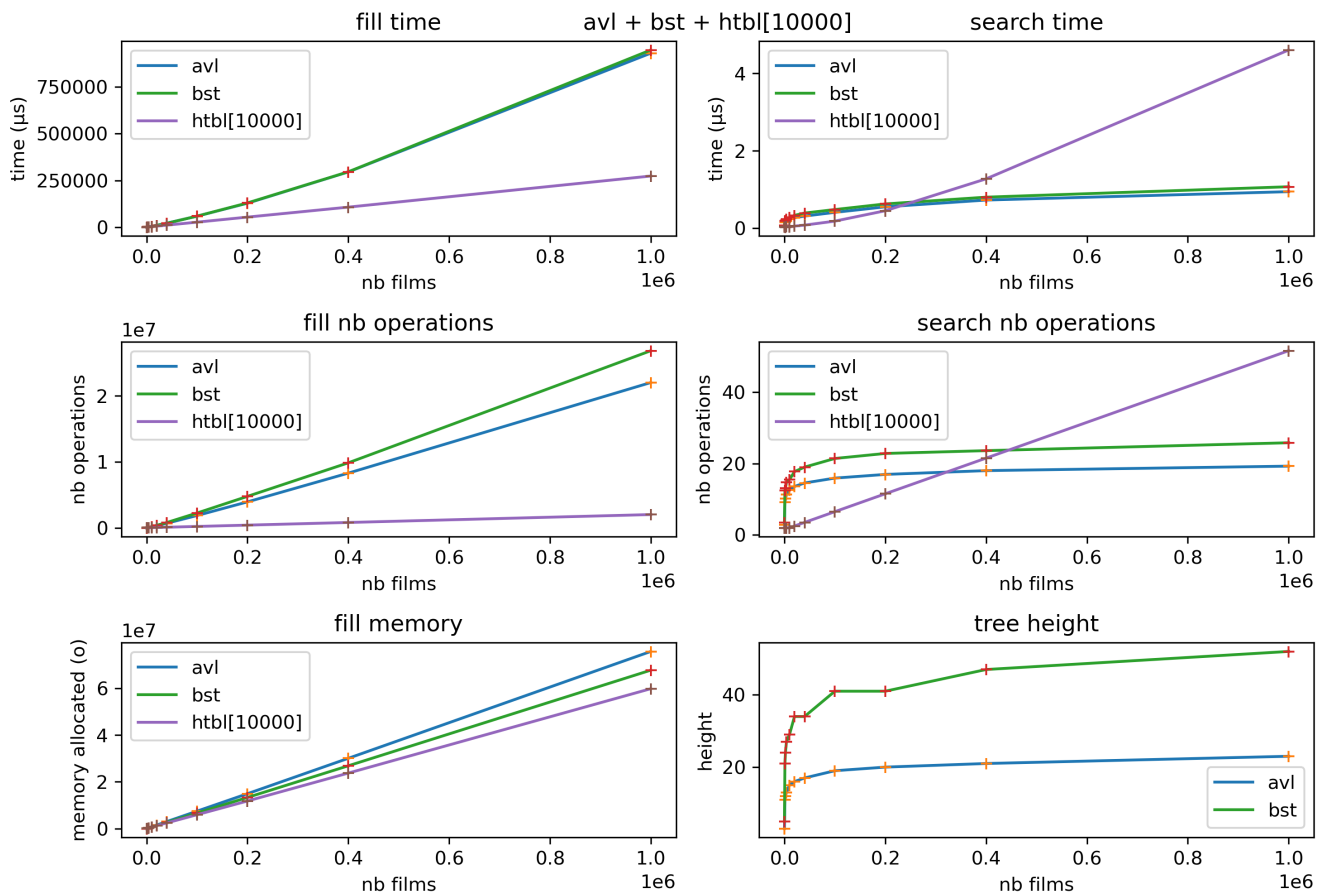 avl + bst + htbl[10000]
fill time
time (µs)
750000
500000
250000
0
avl
bst
htbl[10000]
0.0 0.2 0.4 0.6 0.8 1.0
1e6
nb films
search time
time (µs)
4
2
0
avl
bst
htbl[10000]
0.0 0.2 0.4 0.6 0.8 1.0
1e6
nb films
fill nb operations
1e7
nb operations
2
1
0
avl
bst
htbl[10000]
0.0 0.2 0.4 0.6 0.8 1.0
1e6
nb films
search nb operations
nb operations
40
20
0
avl
bst
htbl[10000]
0.0 0.2 0.4 0.6 0.8 1.0
1e6
nb films
fill memory
1e7
memory allocated (o)
6
4
2
0
avl
bst
htbl[10000]
0.0 0.2 0.4 0.6 0.8 1.0
1e6
nb films
tree height
height
40
20
avl
bst
0.0 0.2 0.4 0.6 0.8 1.0
1e6
nb films